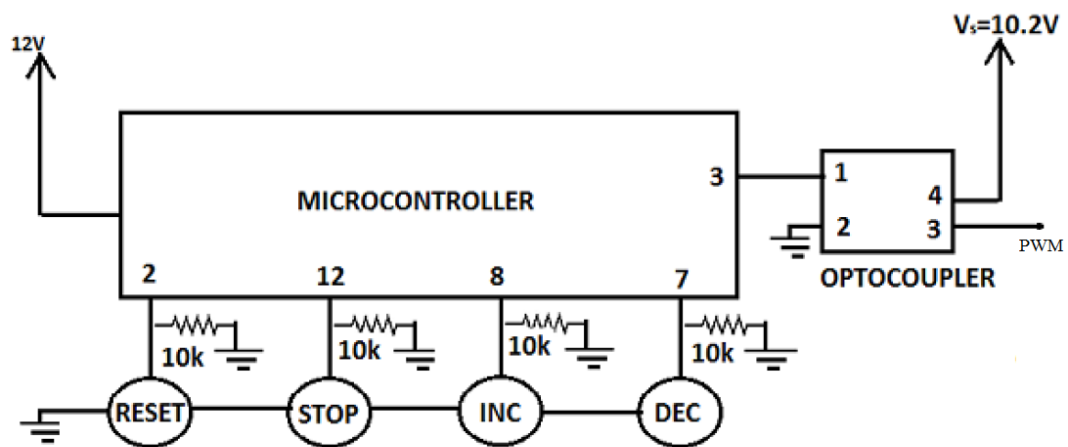 12V
Vs=10.2V
MICROCONTROLLER
3
1
2
4
3
PWM
OPTOCOUPLER
2
12
8
7
10k
10k
10k
10k
RESET
STOP
INC
DEC